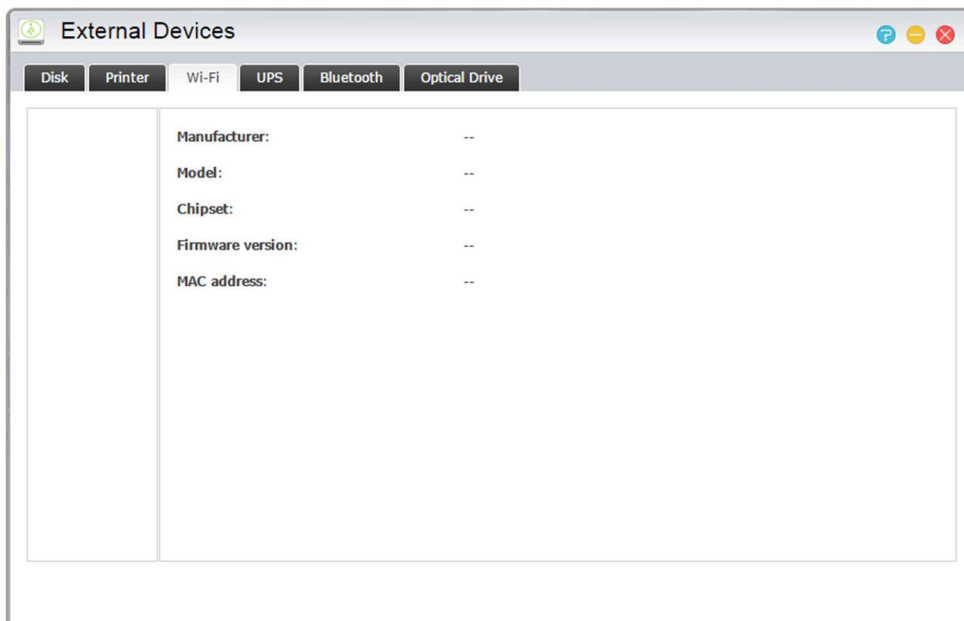 External Devices
Disk Printer Wi-Fi UPS Bluetooth Optical Drive
Manufacturer: --
Model: --
Chipset: --
Firmware version: --
MAC address: --